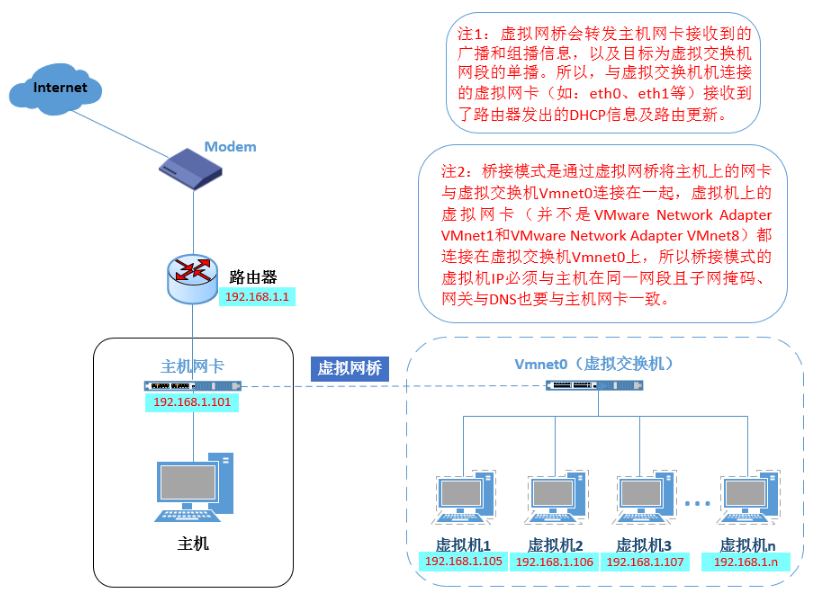 注1：虚拟网桥会转发主机网卡接收到的
广播和组播信息，以及目标为虚拟交换机
网段的单播。所以，与虚拟交换机机连接
的虚拟网卡（如：eth0、eth1等）接收到
了路由器发出的DHCP信息及路由更新。
Internet
Modem
注2：桥接模式是通过虚拟网桥将主机上的网卡
与虚拟交换机Vmnet0连接在一起，虚拟机上的
虚拟网卡（并不是VMware Network Adapter
VMnet1和VMware Network Adapter VMnet8）都
连接在虚拟交换机Vmnet0上，所以桥接模式的
虚拟机IP必须与主机在同一网段且子网掩码、
网关与DNS也要与主机网卡一致。
路由器
192.168.1.1
主机网卡
192.168.1.101
虚拟网桥
Vmnet0（虚拟交换机）
主机
虚拟机1
192.168.1.105
虚拟机2
192.168.1.106
虚拟机3
192.168.1.107
...
虚拟机n
192.168.1.n